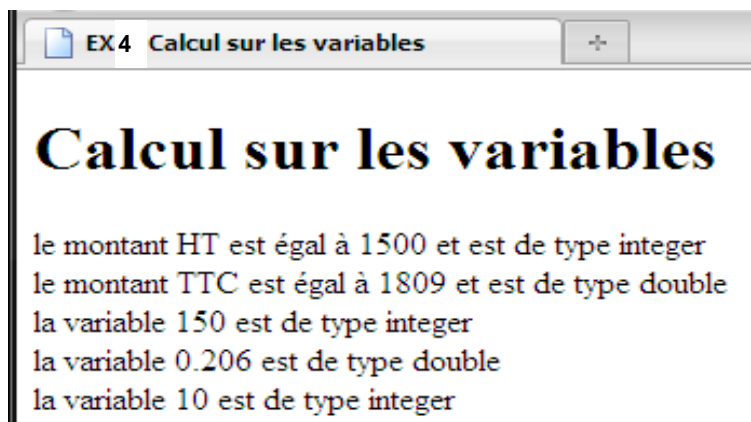 EX 4 Calcul sur les variables
Calcul sur les variables
le montant HT est égal à 1500 et est de type integer
le montant TTC est égal à 1809 et est de type double
la variable 150 est de type integer
la variable 0.206 est de type double
la variable 10 est de type integer